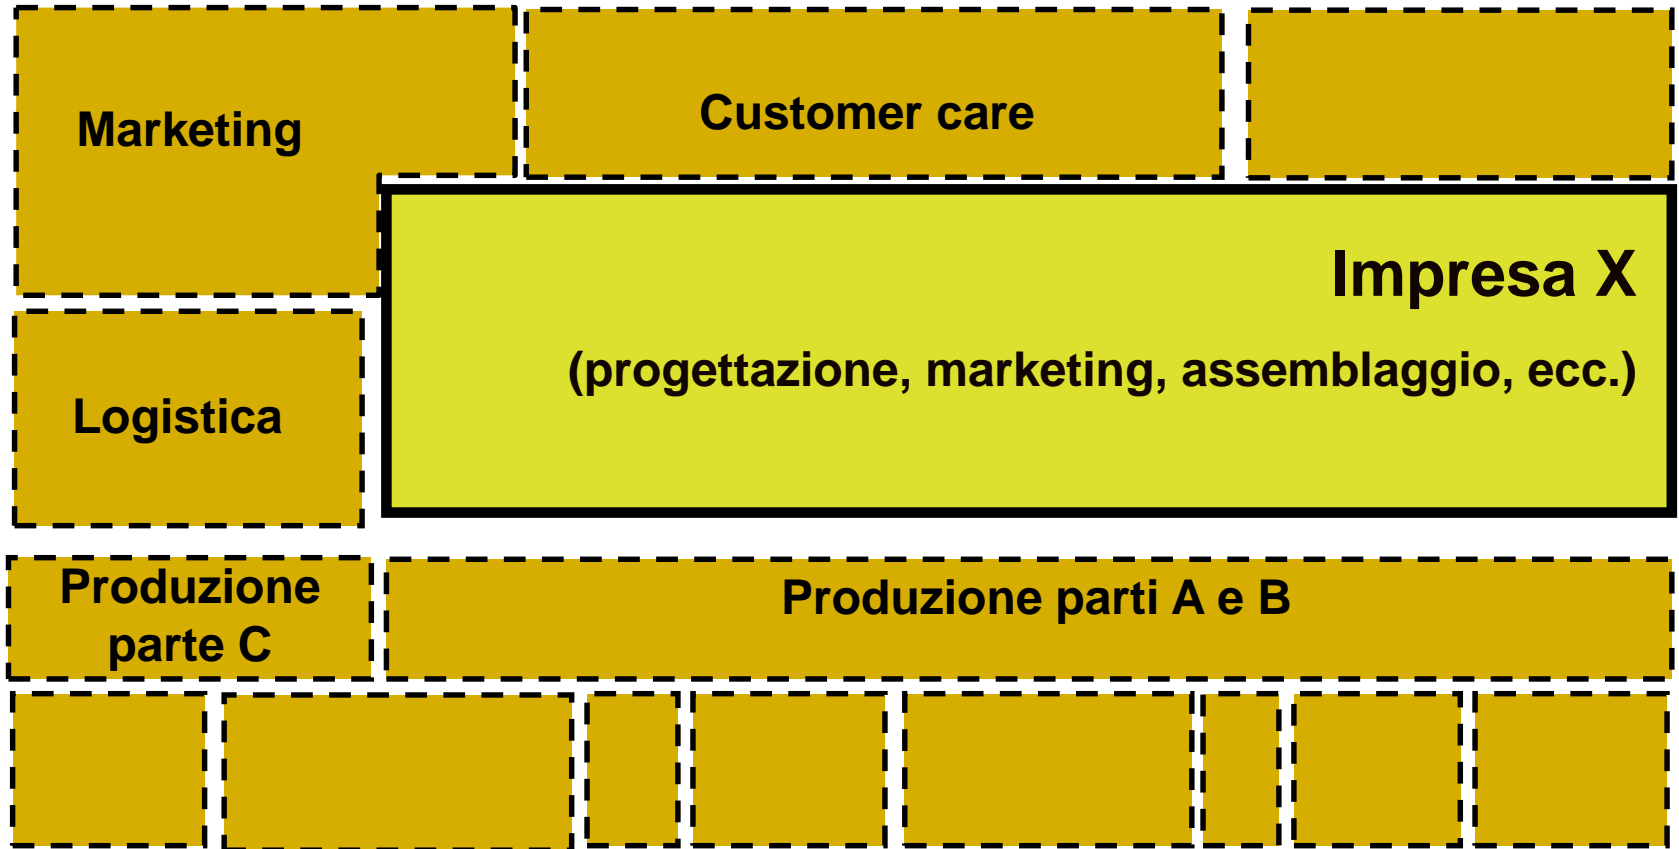 Marketing
Customer care
Impresa X
(progettazione, marketing, assemblaggio, ecc.)
Logistica
Produzione
parte C
Produzione parti A e B